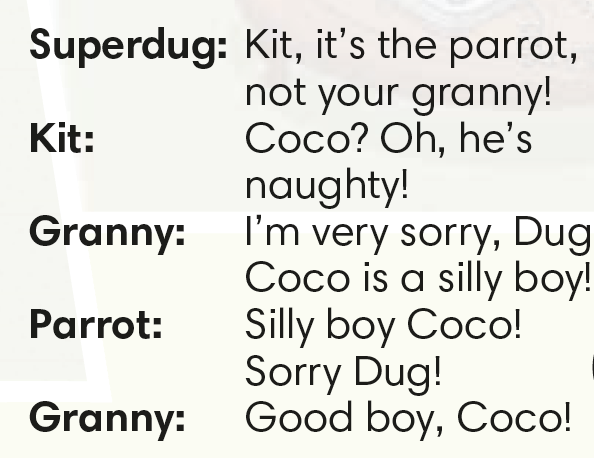 Superdug: Kit, it's the parrot,
not your granny!
Kit: Coco? Oh, he's
naughty!
Granny: I'm very sorry, Dug
Coco is a silly boy!
Parrot: Silly boy Coco!
Sorry Dug!
Granny: Good boy, Coco!